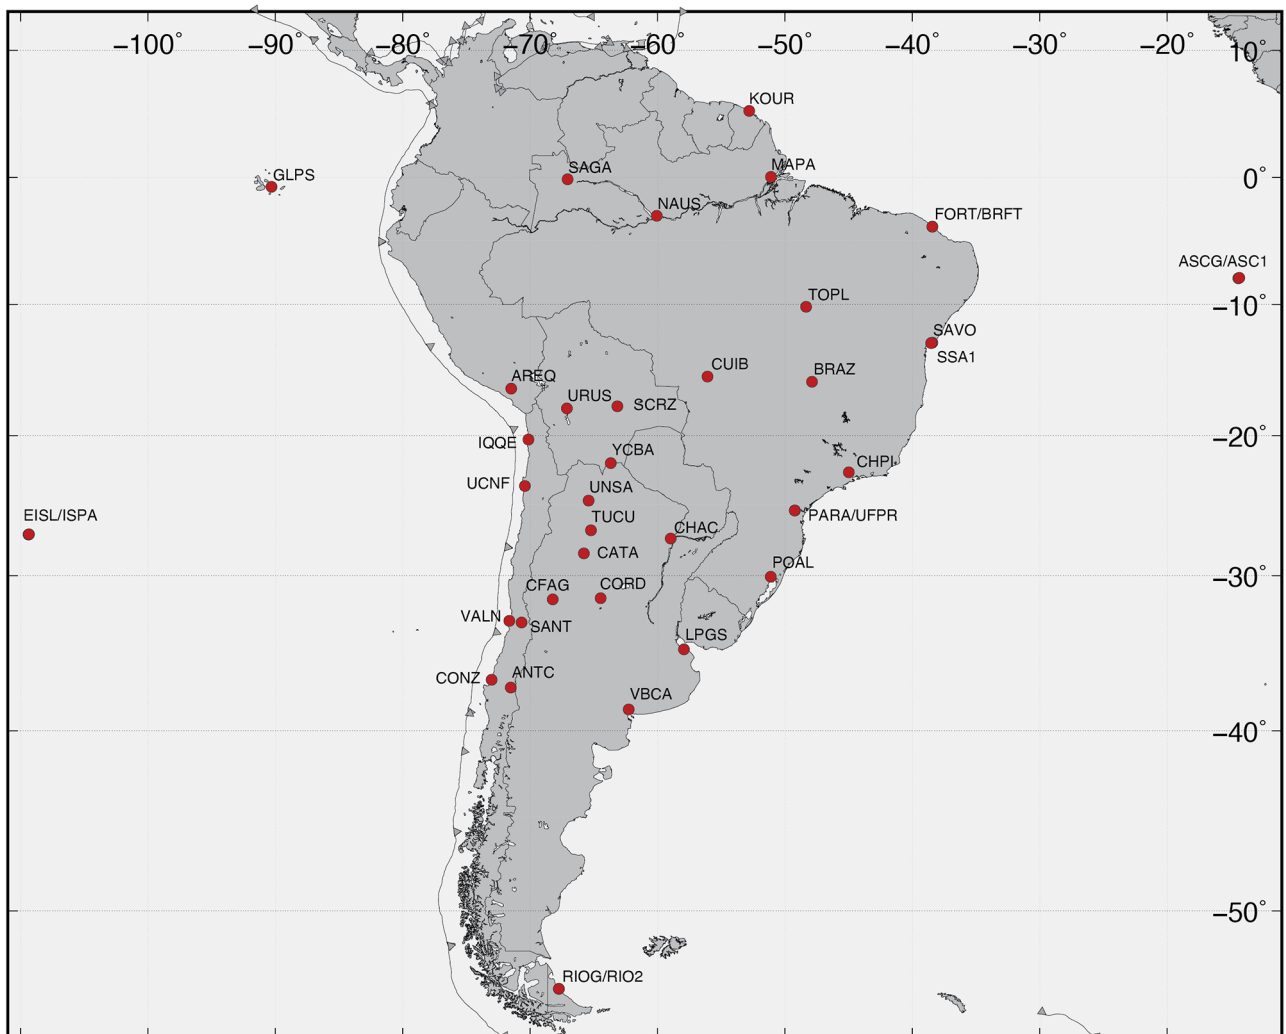 −100° −90° −80° −70° −60° −50° −40° −30° −20° 10°
KOUR
SAGA
MAPA
GLPS
0°
NAUS
FORT/BRFT
ASCG/ASC1
TOPL
−10°
SAVO
SSA1
CUIB
BRAZ
AREQ
URUS
SCRZ
IQQE
−20°
YCBA
CHPI
UCNF
UNSA
EISL/ISPA
TUCU
PARA/UFPR
CHAC
CATA
POAL
−30°
CFAG
CORD
VALN
SANT
LPGS
ANTC
CONZ
VBCA
−40°
−50°
RIOG/RIO2